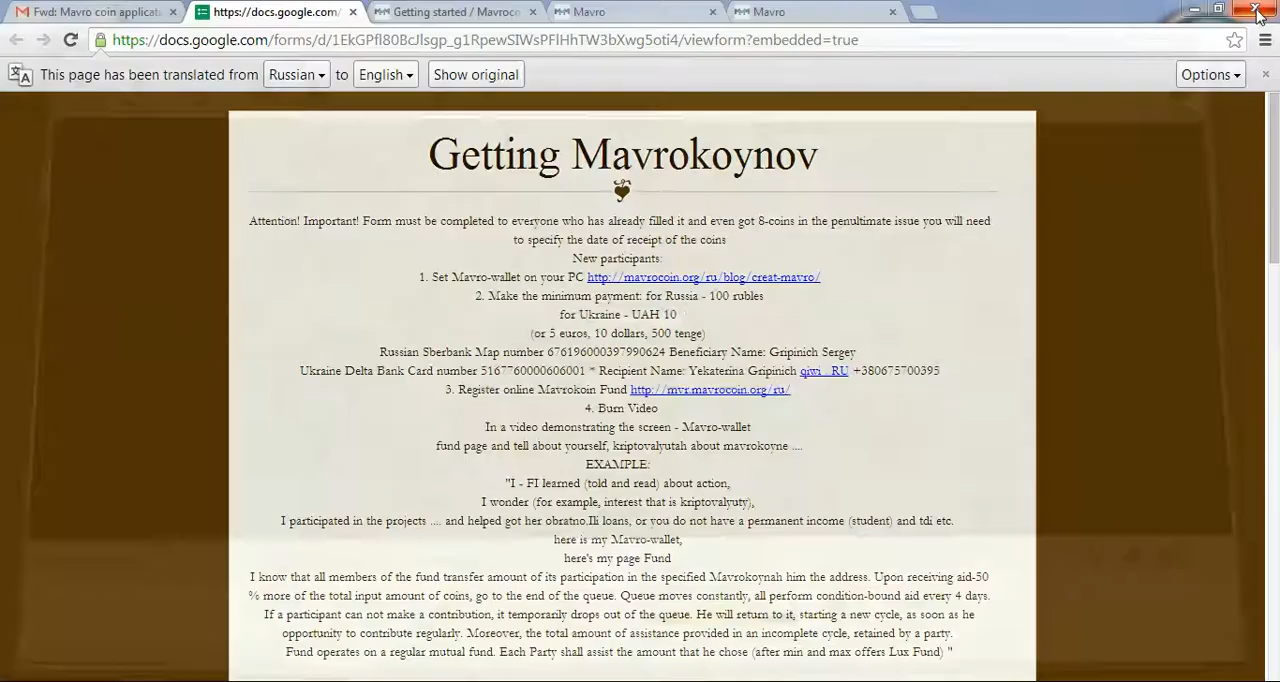 Fwd: Mavro coin applicat
https://docs.google.com/
Getting started / Mavroco
Mavro
Mavro
https://docs.google.com/forms/d/1EkGPfl80BcJlsgp_g1RpewSIWsPFlHhTW3bXwg5oti4/viewform?embedded=true
This page has been translated from Russian to English Show original Options
Getting Mavrokoynov
Attention! Important! Form must be completed to everyone who has already filled it and even got 8-coins in the penultimate issue you will need
to specify the date of receipt of the coins
New participants:
1. Set Mavro-wallet on your PC http://mavrocoin.org/ru/blog/creat-mavro/
2. Make the minimum payment: for Russia - 100 rubles
for Ukraine - UAH 10
(or 5 euros, 10 dollars, 500 tenge)
Russian Sberbank Map number 676196000397990624 Beneficiary Name: Gripinich Sergey
Ukraine Delta Bank Card number 5167760000606001 * Recipient Name: Yekaterina Gripinich qiwi_RU +380675700395
3. Register online Mavrokoin Fund http://mvr.mavrocoin.org/ru/
4. Burn Video
In a video demonstrating the screen - Mavro-wallet
fund page and tell about yourself, kriptovalyutah about mavrokoyne ....
EXAMPLE:
"I - FI learned (told and read) about action,
I wonder (for example, interest that is kriptovalyuty),
I participated in the projects .... and helped got her obratno.Ili loans, or you do not have a permanent income (student) and tdi etc.
here is my Mavro-wallet,
here's my page Fund
I know that all members of the fund transfer amount of its participation in the specified Mavrokoynah him the address. Upon receiving aid-50
% more of the total input amount of coins, go to the end of the queue. Queue moves constantly, all perform condition-bound aid every 4 days.
If a participant can not make a contribution, it temporarily drops out of the queue. He will return to it, starting a new cycle, as soon as he
opportunity to contribute regularly. Moreover, the total amount of assistance provided in an incomplete cycle, retained by a party.
Fund operates on a regular mutual fund. Each Party shall assist the amount that he chose (after min and max offers Lux Fund) "